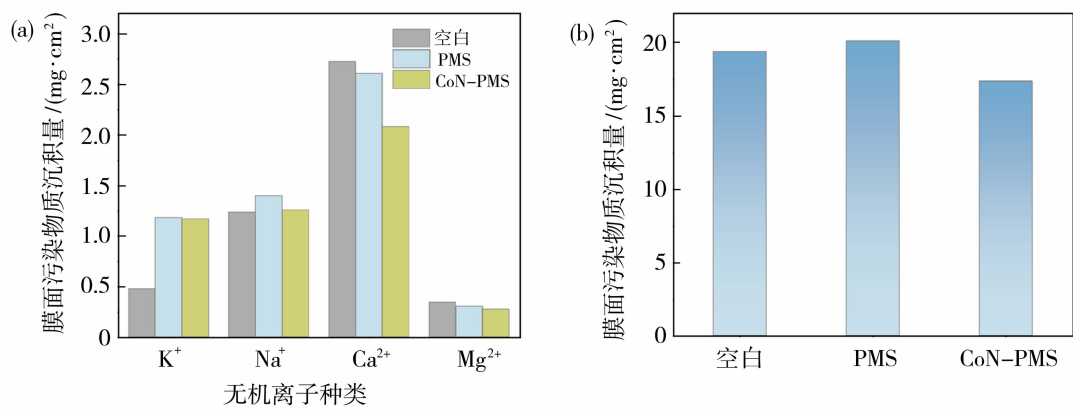 (a)
膜面污染物质沉积量/(mg·cm²)
3.0
2.5
2.0
1.5
1.0
0.5
0
空白
PMS
CoN-PMS
K⁺ Na⁺ Ca²⁺ Mg²⁺
无机离子种类
(b)
膜面污染物质沉积量/(mg·cm²)
20
15
10
5
0
空白 PMS CoN-PMS